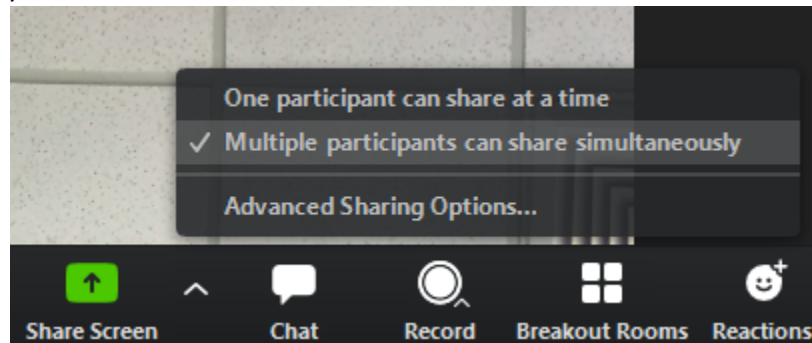 One participant can share at a time
Multiple participants can share simultaneously
Advanced Sharing Options...
Share Screen
Chat
Record
Breakout Rooms
Reactions